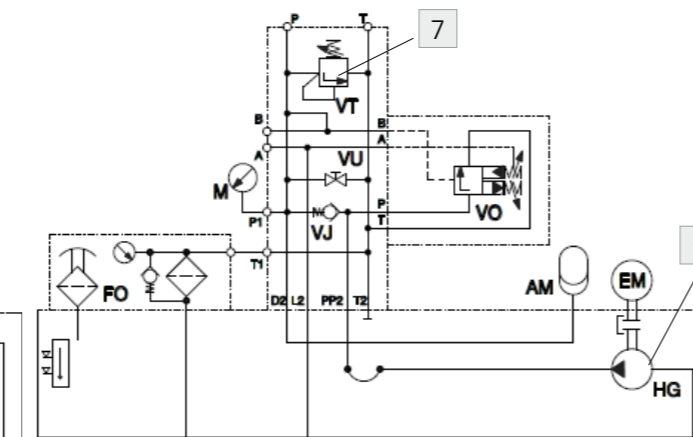 P T
7
VT
B B
A A
VU
M
P
P1 VJ T VO
T1
FO
D2 L2 PP2 T2
AM EM
HG